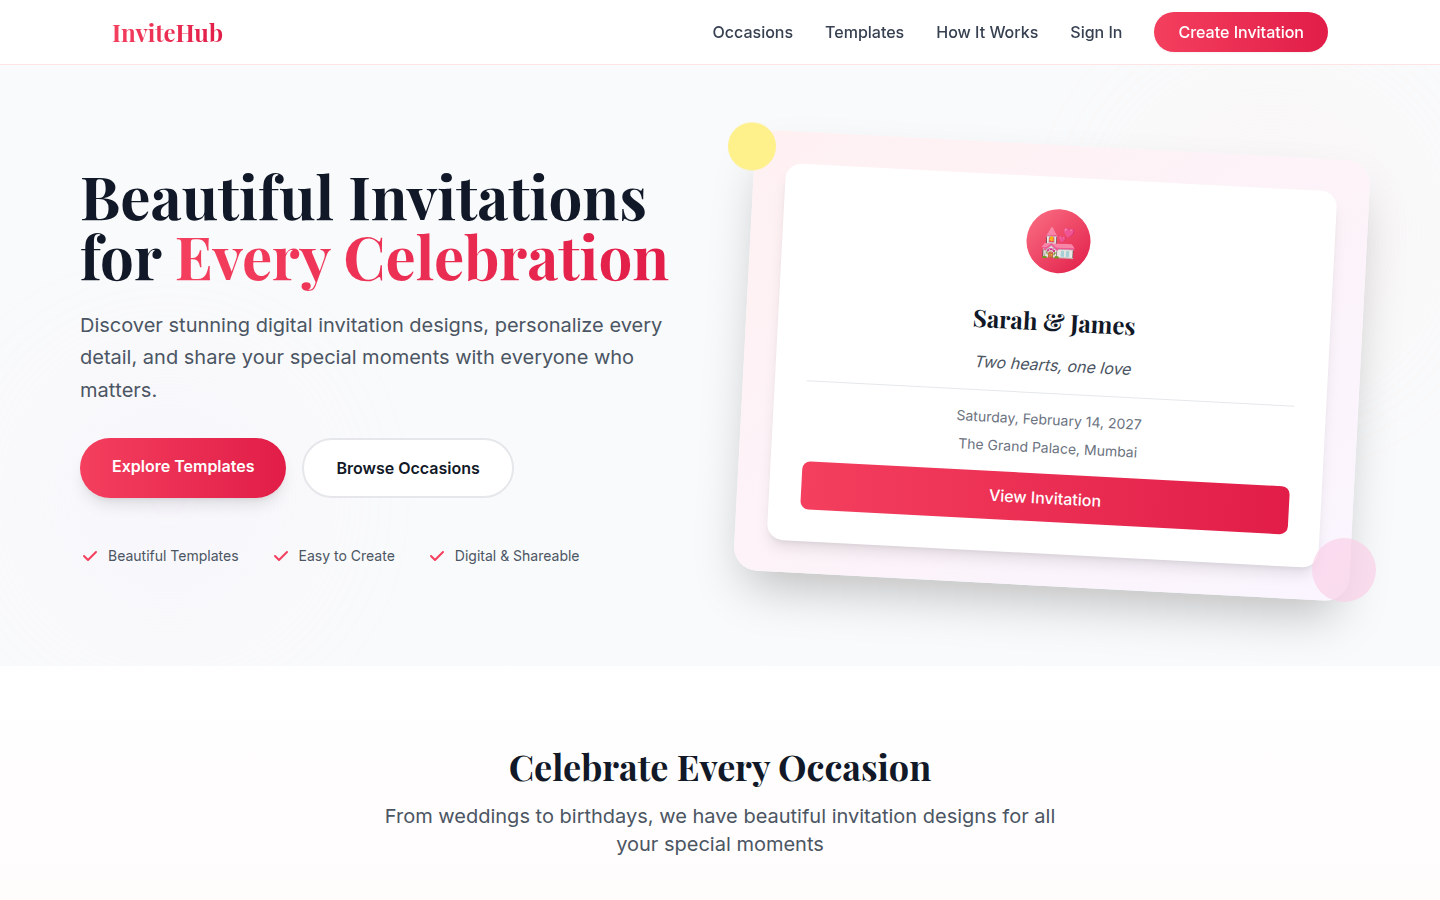 InviteHub
Occasions
Templates
How It Works
Sign In
Create Invitation
Beautiful Invitations
for Every Celebration
Discover stunning digital invitation designs, personalize every
detail, and share your special moments with everyone who
matters.
Explore Templates
Browse Occasions
Beautiful Templates
Easy to Create
Digital & Shareable
Sarah & James
Two hearts, one love
Saturday, February 14, 2027
The Grand Palace, Mumbai
View Invitation
Celebrate Every Occasion
From weddings to birthdays, we have beautiful invitation designs for all
your special moments